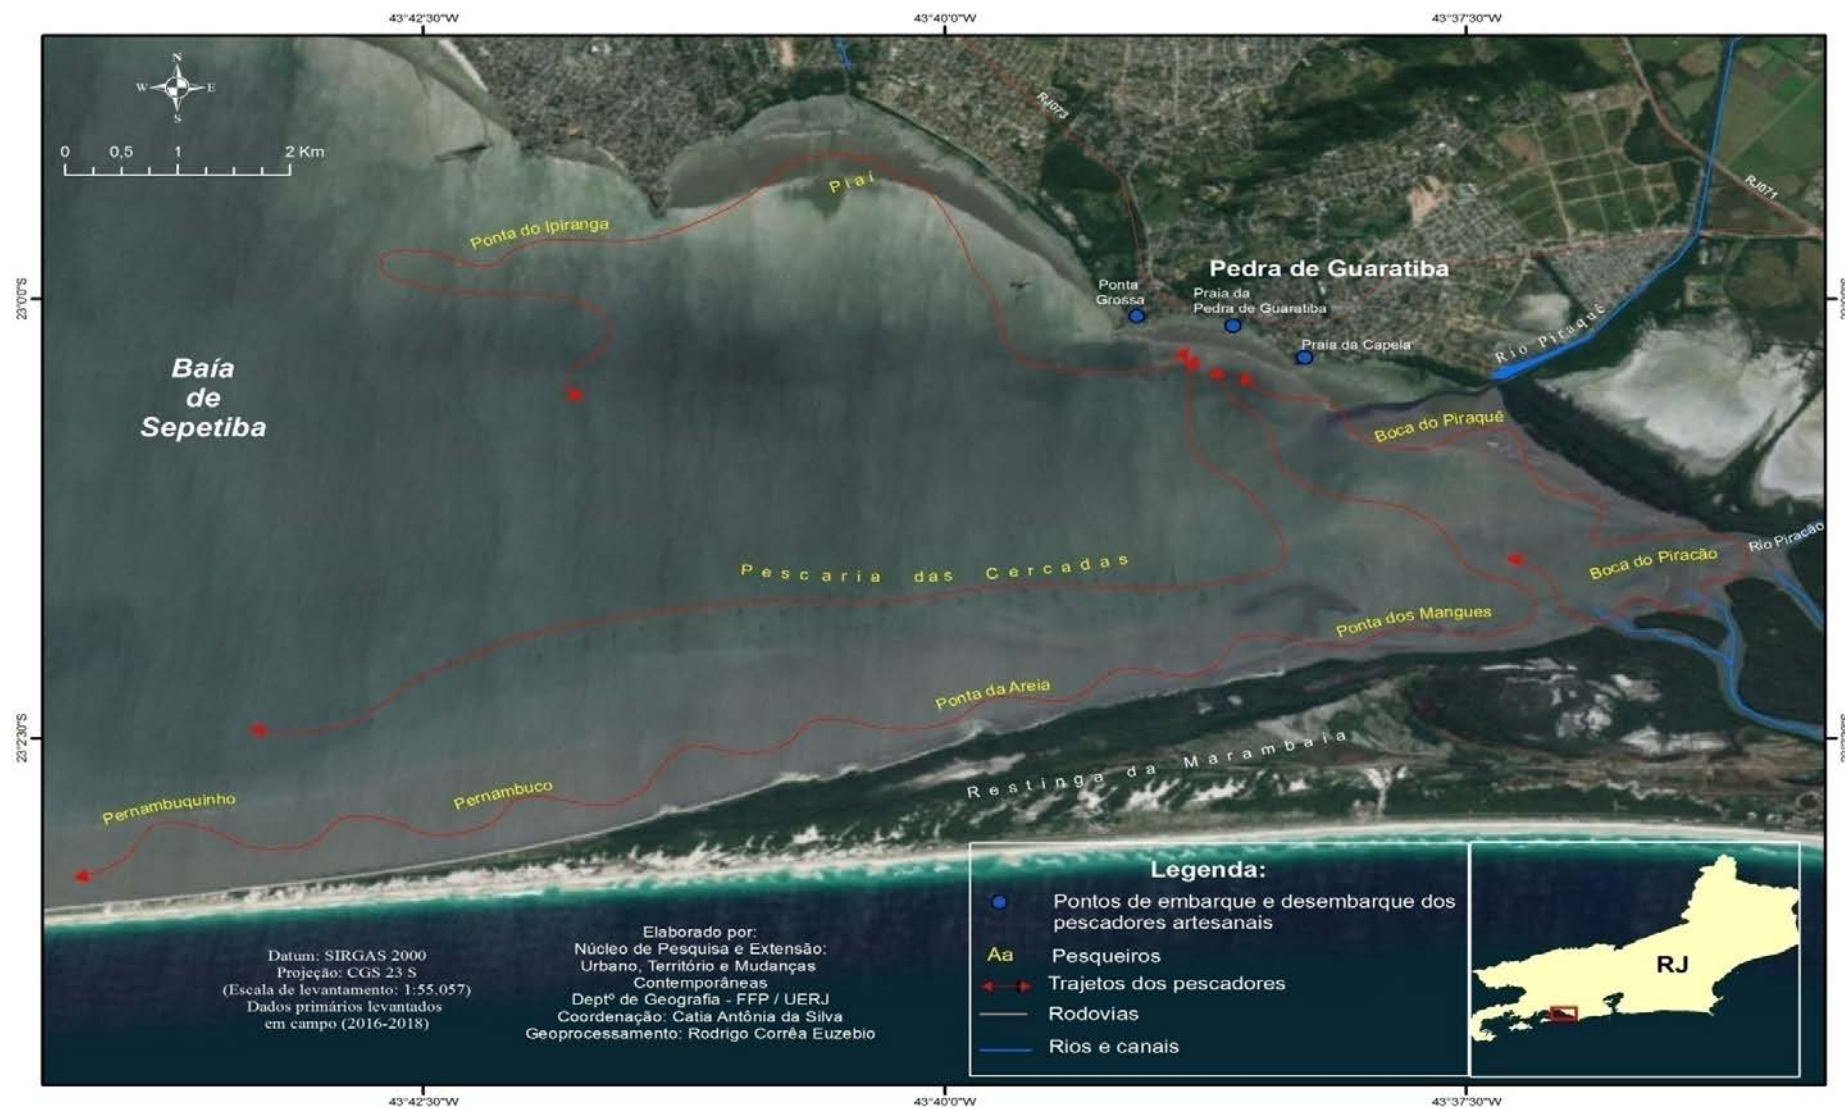 43°42'30"W
43°40'0"W
43°37'30"W
N
W
E
S
0 0,5 1 2 Km
RJ073
RJ071
Piaí
Ponta do Ipiranga
Pedra de Guaratiba
Ponta
Grossa
Praia da
Pedra de Guaratiba
Praia da Capela
Rio Piraquê
23°0'0"S
Baía
de
Sepetiba
Boca do Piraquê
Rio Piracão
Boca do Piracão
Pescaria das Cercadas
Ponta dos Mangues
Ponta da Areia
23°2'30"S
Restinga da Marambaia
Pernambuco
Pernambuquinho
Legenda:
Pontos de embarque e desembarque dos
pescadores artesanais
Aa Pesqueiros
Trajetos dos pescadores
Rodovias
Rios e canais
RJ
Datum: SIRGAS 2000
Projeção: CGS 23 S
(Escala de levantamento: 1:55.057)
Dados primários levantados
em campo (2016-2018)
Elaborado por:
Núcleo de Pesquisa e Extensão:
Urbano, Território e Mudanças
Contemporâneas
Deptº de Geografia - FFP / UERJ
Coordenação: Catia Antônia da Silva
Geoprocessamento: Rodrigo Corrêa Euzebio
43°42'30"W
43°40'0"W
43°37'30"W